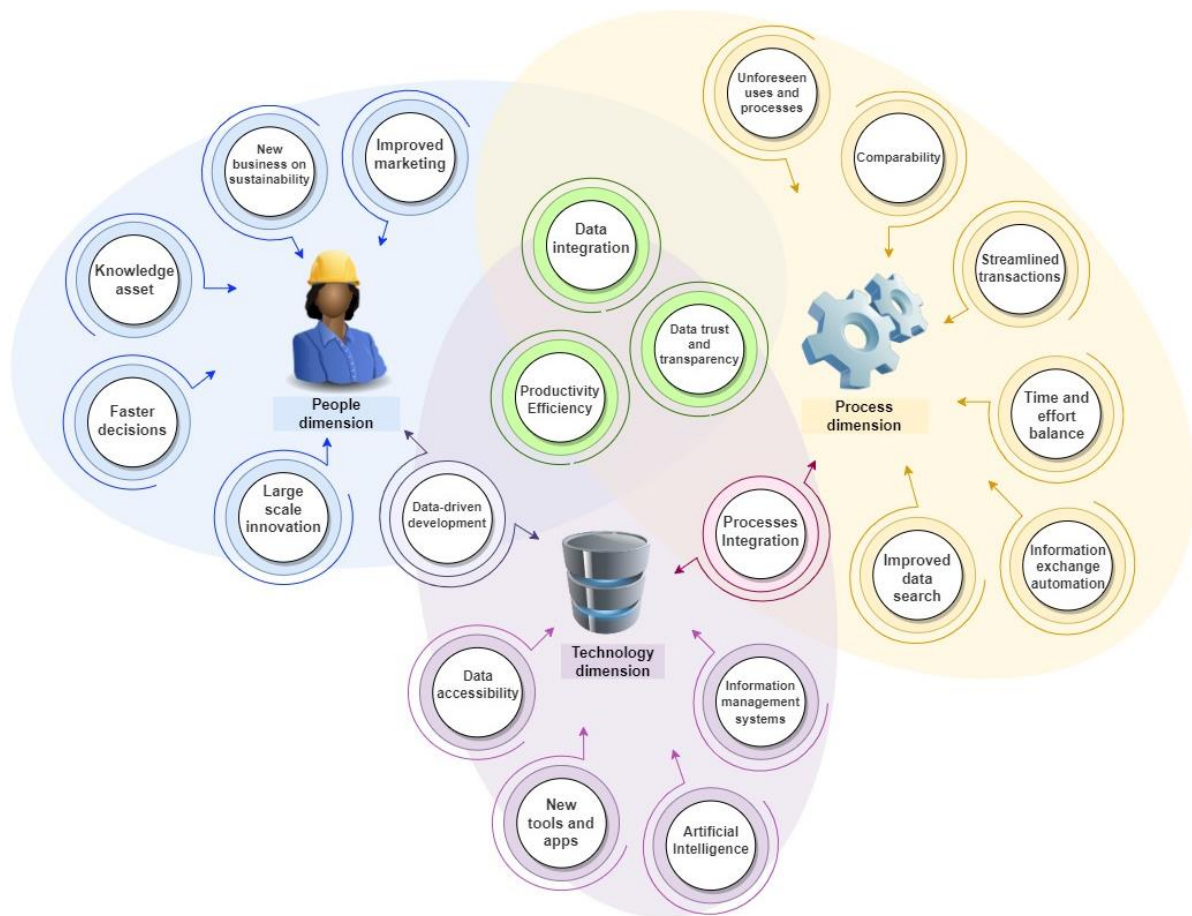 Unforeseen
uses and
processes
New
business on
sustainability
Improved
marketing
Comparability
Data
integration
Knowledge
asset
Streamlined
transactions
Data trust
and
transparency
Productivity
Efficiency
Faster
decisions
People
dimension
Process
dimension
Time and
effort
balance
Large
scale
innovation
Data-driven
development
Processes
Integration
Improved
data
search
Information
exchange
automation
Technology
dimension
Data
accessibility
Information
management
systems
New
tools and
apps
Artificial
Intelligence